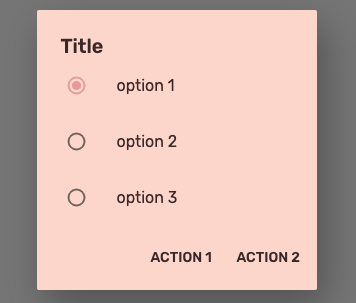 Title
option 1
option 2
option 3
ACTION 1 ACTION 2